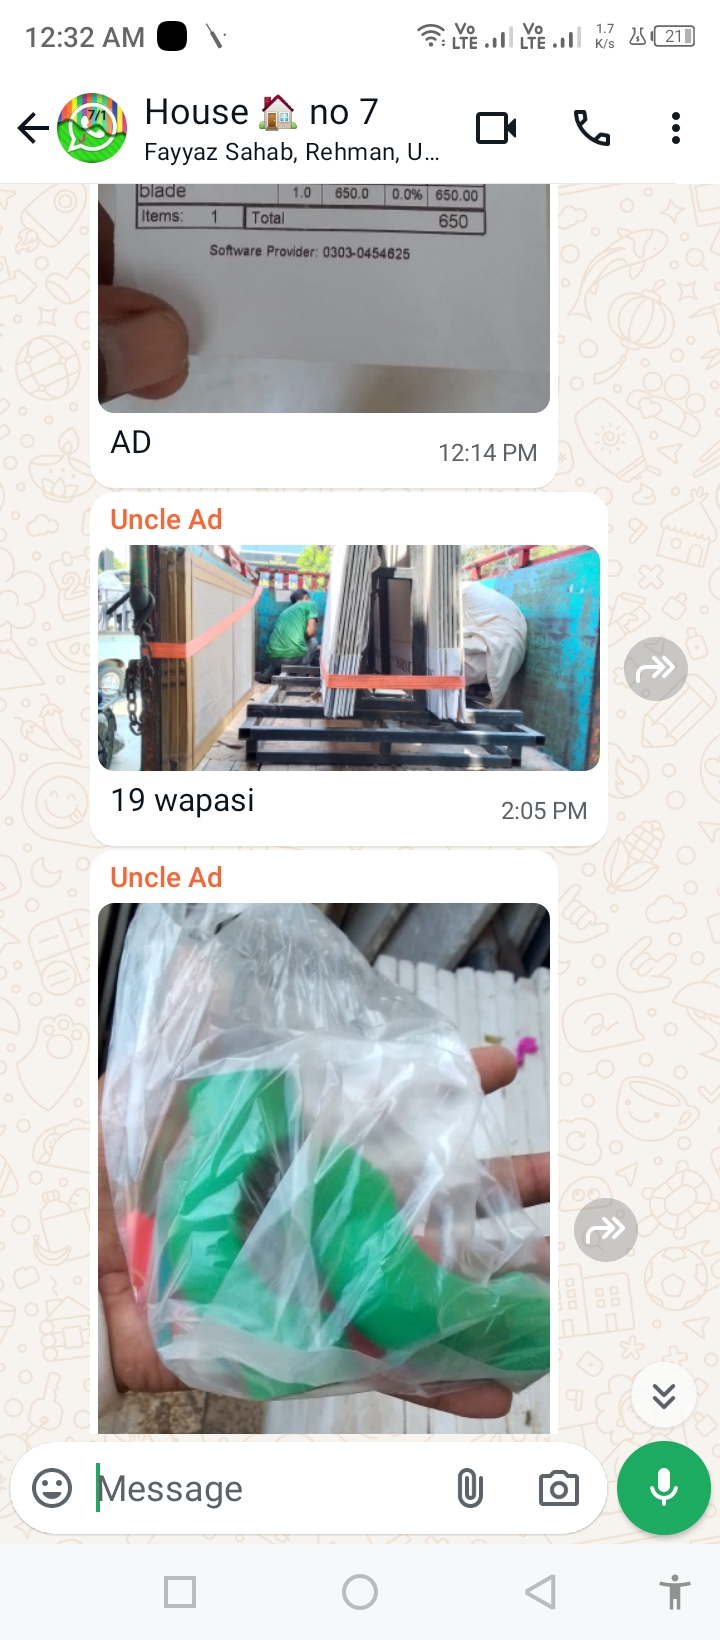 12:32 AM
Vo LTE Vo LTE 1.7 K/s 21
7/1
House 🏠 no 7
Fayyaz Sahab, Rehman, U...
blade 1.0 650.0 0.0% 650.00
Items: 1 Total 650
Software Provider: 0303-0454625
AD
12:14 PM
Uncle Ad
19 wapasi
2:05 PM
Uncle Ad
Message